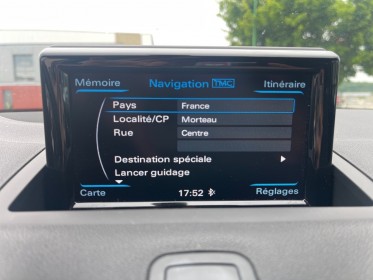 Mémoire Navigation TMC Itinéraire
Pays France
Localité/CP Morteau
Rue Centre
Destination spéciale
Lancer guidage
Carte 17:52 Réglages